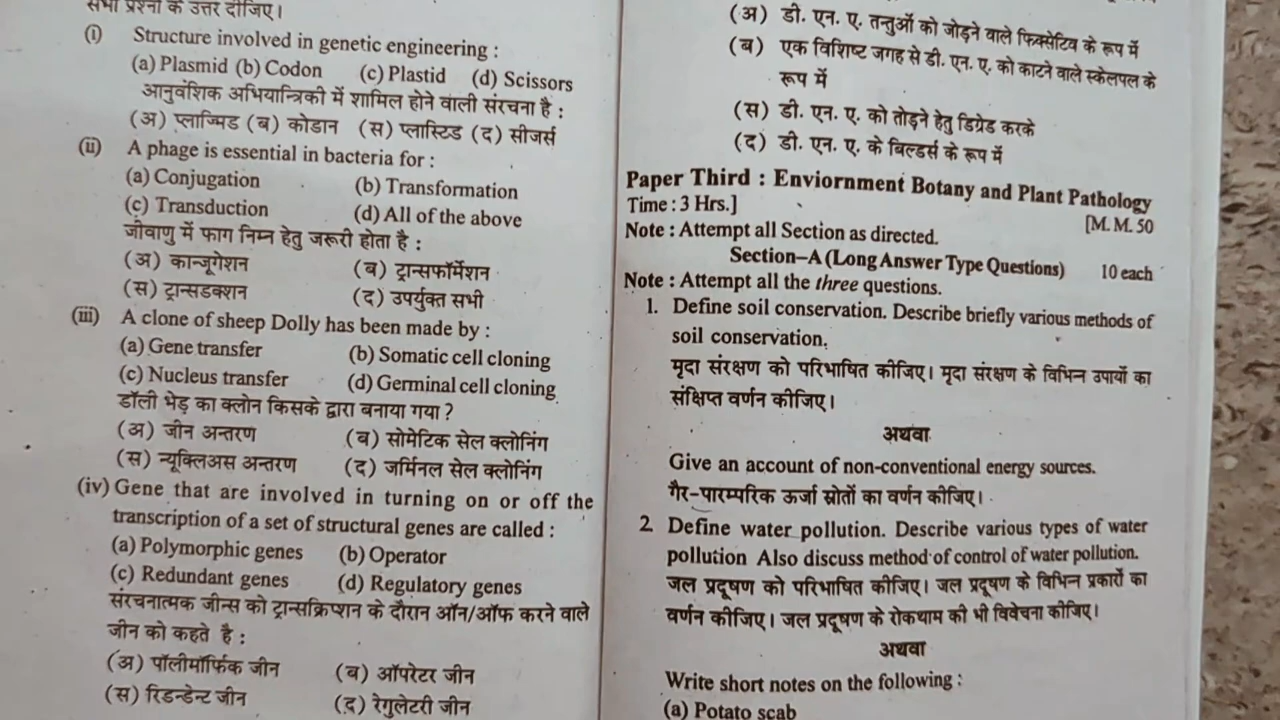 सभी प्रश्नों के उत्तर दीजिए।
(i) Structure involved in genetic engineering :
(a) Plasmid (b) Codon (c) Plastid (d) Scissors
आनुवंशिक अभियान्त्रिकी में शामिल होने वाली संरचना है :
(अ) प्लाज्मिड (ब) कोडान (स) प्लास्टिड (द) सीजर्स
(ii) A phage is essential in bacteria for :
(a) Conjugation (b) Transformation
(c) Transduction (d) All of the above
जीवाणु में फाग निम्न हेतु जरूरी होता है :
(अ) कान्जूगेशन (ब) ट्रान्सफॉर्मेशन
(स) ट्रान्सडक्शन (द) उपर्युक्त सभी
(iii) A clone of sheep Dolly has been made by :
(a) Gene transfer (b) Somatic cell cloning
(c) Nucleus transfer (d) Germinal cell cloning
डॉली भेड़ का क्लोन किसके द्वारा बनाया गया ?
(अ) जीन अन्तरण (ब) सोमेटिक सेल क्लोनिंग
(स) न्यूक्लिअस अन्तरण (द) जर्मिनल सेल क्लोनिंग
(iv) Gene that are involved in turning on or off the
transcription of a set of structural genes are called :
(a) Polymorphic genes (b) Operator
(c) Redundant genes (d) Regulatory genes
संरचनात्मक जीन्स को ट्रान्सक्रिप्शन के दौरान ऑन/ऑफ करने वाले
जीन को कहते है :
(अ) पॉलीमॉर्फिक जीन (ब) ऑपरेटर जीन
(स) रिडन्डेन्ट जीन (द) रेगुलेटरी जीन
(अ) डी. एन. ए. तन्तुओं को जोड़ने वाले फिक्सेटिव के रूप में
(ब) एक विशिष्ट जगह से डी. एन. ए. को काटने वाले स्केलपल के
रूप में
(स) डी. एन. ए. को तोड़ने हेतु डिग्रेड करके
(द) डी. एन. ए. के बिल्डर्स के रूप में
Paper Third : Enviornment Botany and Plant Pathology
Time : 3 Hrs.] [M. M. 50
Note : Attempt all Section as directed.
Section–A (Long Answer Type Questions) 10 each
Note : Attempt all the three questions.
1. Define soil conservation. Describe briefly various methods of
soil conservation.
मृदा संरक्षण को परिभाषित कीजिए। मृदा संरक्षण के विभिन्न उपायों का
संक्षिप्त वर्णन कीजिए।
अथवा
Give an account of non-conventional energy sources.
गैर-पारम्परिक ऊर्जा स्रोतों का वर्णन कीजिए।
2. Define water pollution. Describe various types of water
pollution Also discuss method of control of water pollution.
जल प्रदूषण को परिभाषित कीजिए। जल प्रदूषण के विभिन्न प्रकारों का
वर्णन कीजिए। जल प्रदूषण के रोकथाम की भी विवेचना कीजिए।
अथवा
Write short notes on the following :
(a) Potato scab